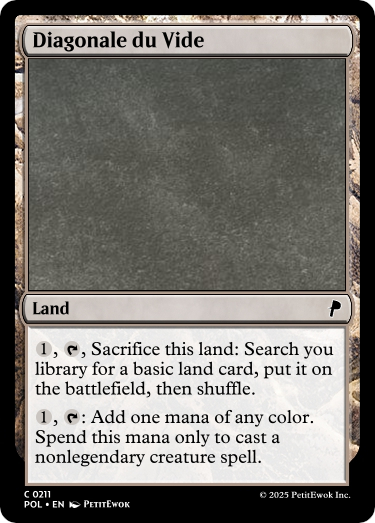 Diagonale du Vide
Land
1, T, Sacrifice this land: Search you
library for a basic land card, put it on
the battlefield, then shuffle.
1, T: Add one mana of any color.
Spend this mana only to cast a
nonlegendary creature spell.
C 0211
POL • EN PetitEwok
© 2025 PetitEwok Inc.